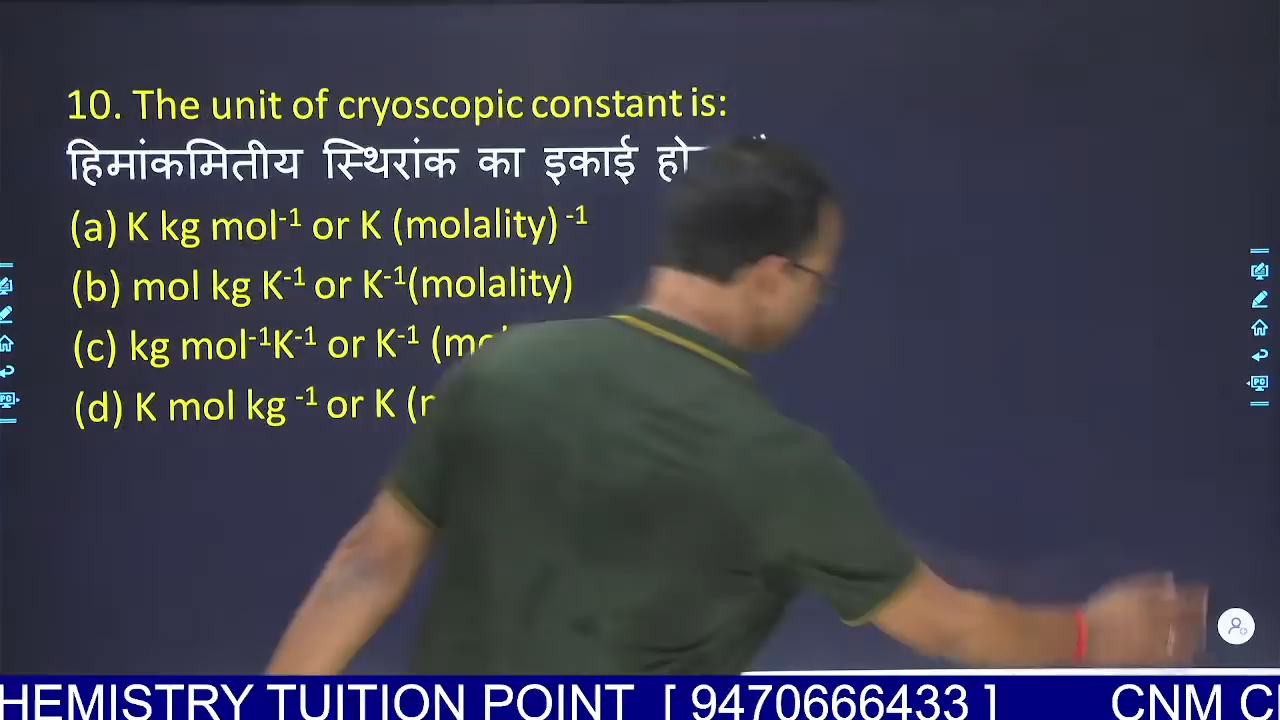 10. The unit of cryoscopic constant is:
हिमांकमितीय स्थिरांक का इकाई
(a) K kg mol⁻¹ or K (molality) ⁻¹
(b) mol kg K⁻¹ or K⁻¹(molality)
(c) kg mol⁻¹K⁻¹ or K⁻¹
(d) K mol kg ⁻¹ or K
HEMISTRY TUITION POINT [ 9470666433 ] CNM C